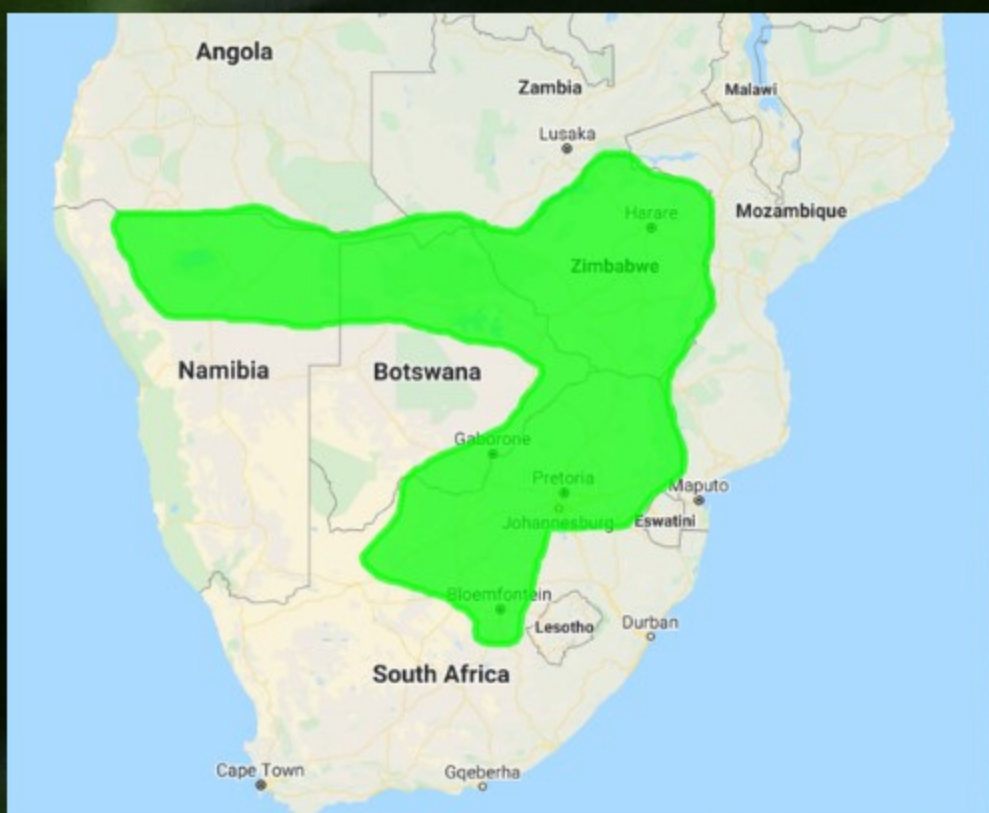 Angola
Zambia
Malawi
Lusaka
Harare
Mozambique
Zimbabwe
Namibia
Botswana
Gaborone
Pretoria
Maputo
Johannesburg
Eswatini
Bloemfontein
Lesotho
Durban
South Africa
Cape Town
Gqeberha